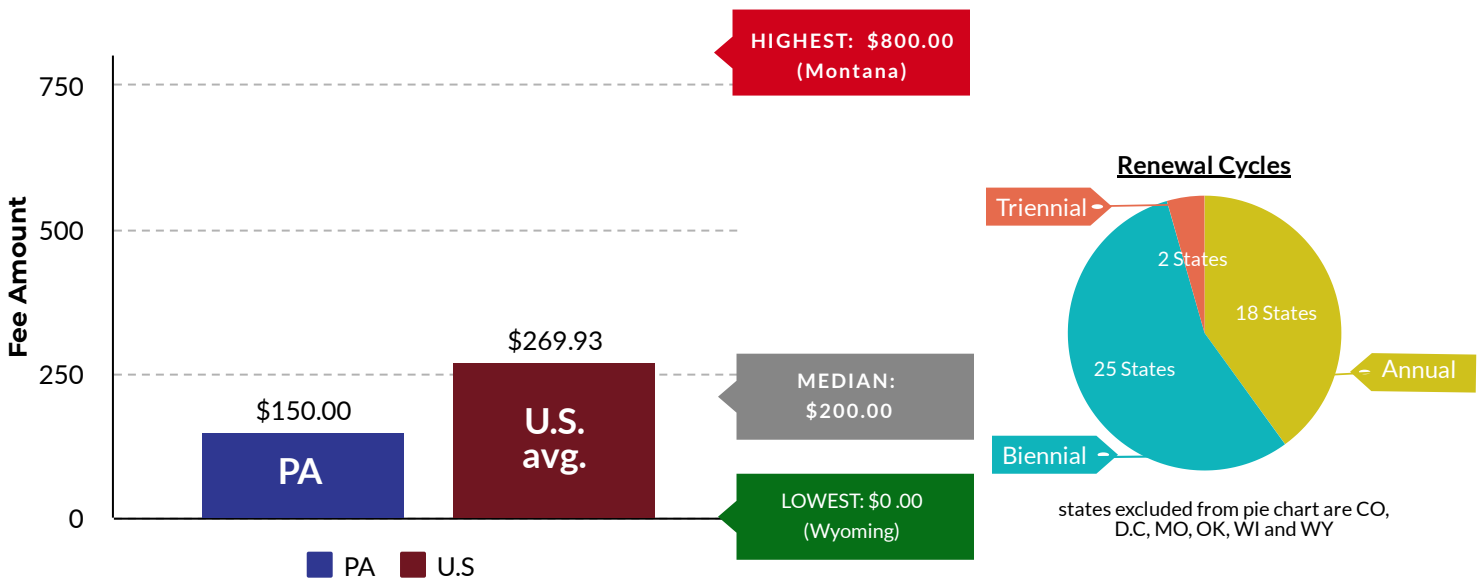 Fee Amount
750
500
250
0
$150.00
PA
$269.93
U.S.
avg.
PA
U.S
HIGHEST: $800.00
(Montana)
MEDIAN:
$200.00
LOWEST: $0 .00
(Wyoming)
Renewal Cycles
Triennial
2 States
18 States
25 States
Annual
Biennial
states excluded from pie chart are CO,
D.C, MO, OK, WI and WY